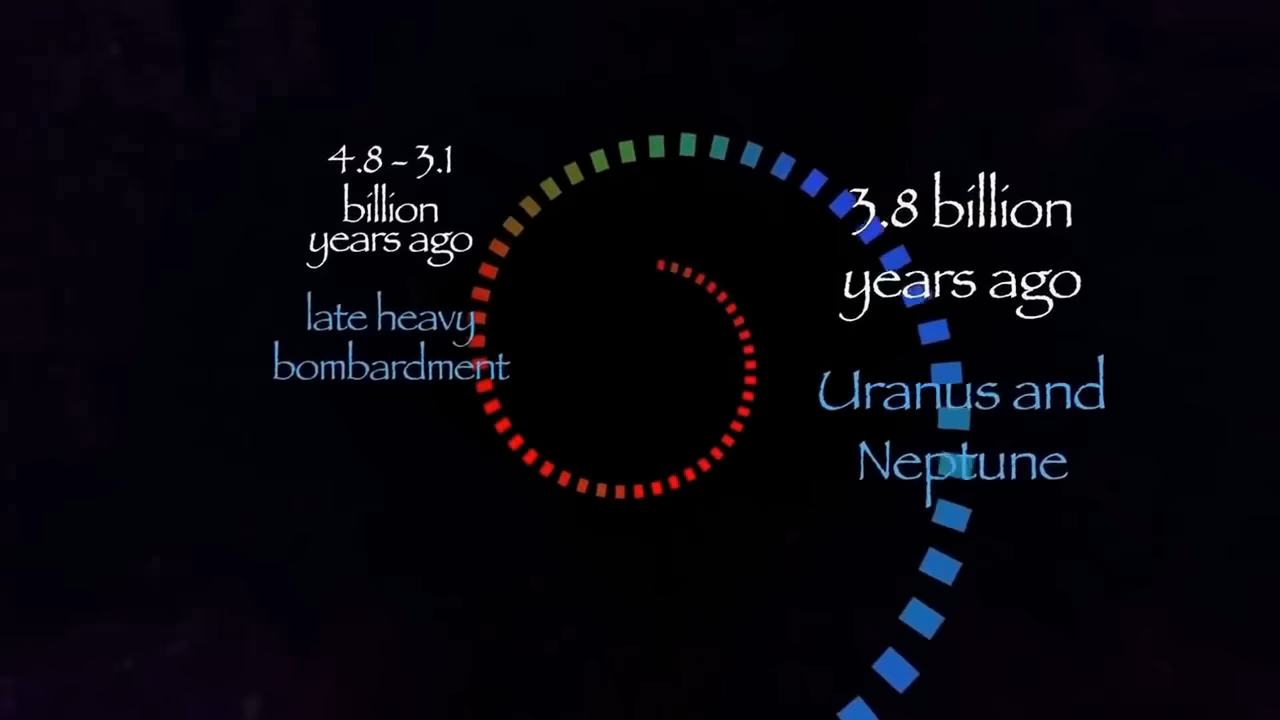 4.8 - 3.1
billion
years ago
late heavy
bombardment
3.8 billion
years ago
Uranus and
Neptune